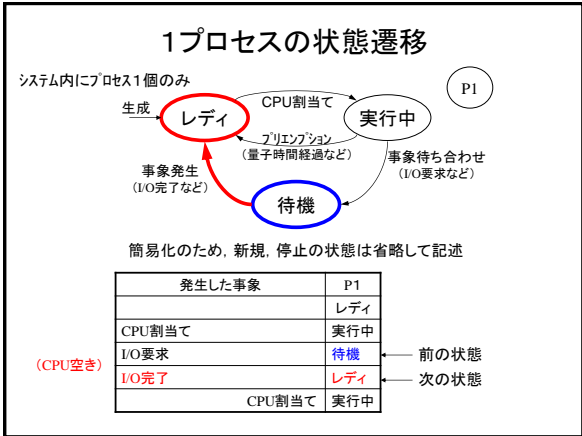 1プロセスの状態遷移
システム内にプロセス1個のみ
P1
生成
レディ
CPU割当て
実行中
プリエンプション
(量子時間経過など)
事象発生
(I/O完了など)
事象待ち合わせ
(I/O要求など)
待機
簡易化のため, 新規, 停止の状態は省略して記述
発生した事象 P1
レディ
CPU割当て 実行中
I/O要求 待機 前の状態
(CPU空き)
I/O完了 レディ 次の状態
CPU割当て 実行中